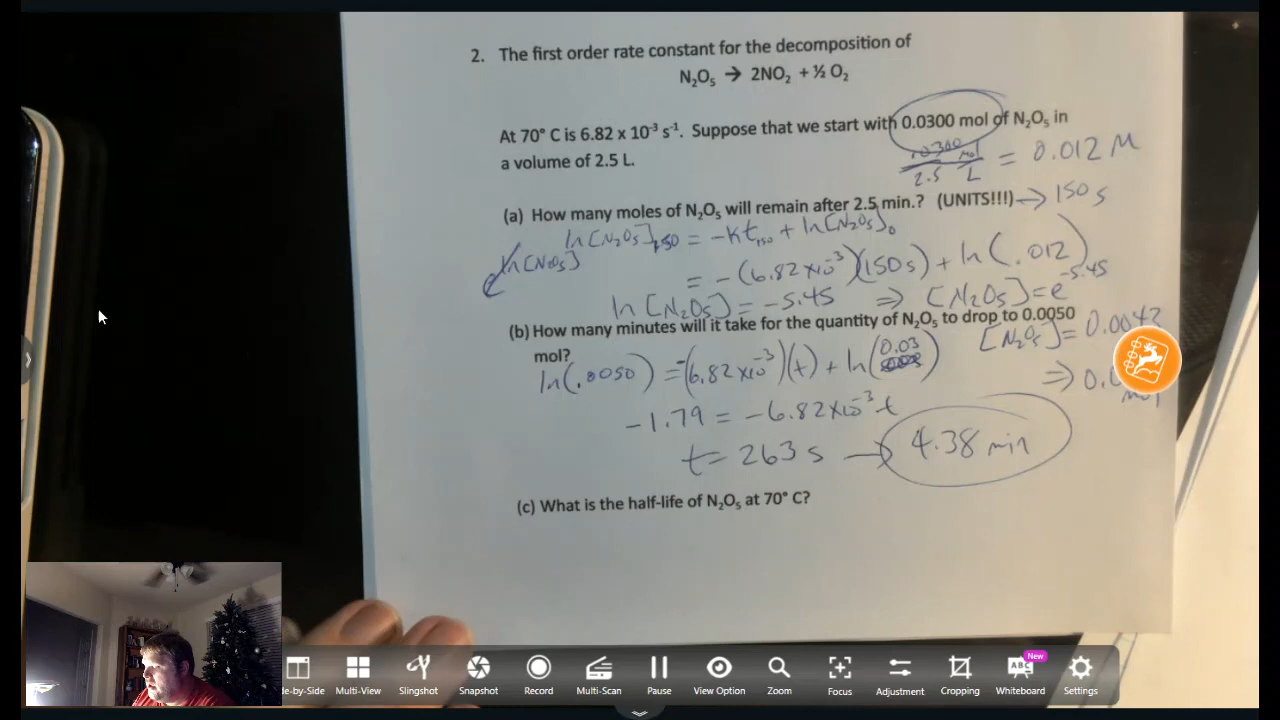 2. The first order rate constant for the decomposition of
N₂O₅ → 2NO₂ + ½ O₂
At 70° C is 6.82 x 10⁻³ s⁻¹. Suppose that we start with 0.0300 mol of N₂O₅ in
a volume of 2.5 L.
.0300 mol / 2.5 L = 0.012 M
(a) How many moles of N₂O₅ will remain after 2.5 min.? (UNITS!!!) → 150 s
ln[N₂O₅]₁₅₀ = -kt₁₅₀ + ln[N₂O₅]₀
ln[N₂O₅]
= -(6.82x10⁻³)(150s) + ln(.012)
ln[N₂O₅] = -5.45 ⇒ [N₂O₅] = e^-5.45
(b) How many minutes will it take for the quantity of N₂O₅ to drop to 0.0050
[N₂O₅] = 0.0043
mol?
ln(.0050) = -(6.82x10⁻³)(t) + ln(0.03)
⇒ 0.0
mol
-1.79 = -6.82x10⁻³t
t = 263 s → 4.38 min
(c) What is the half-life of N₂O₅ at 70° C?
e-by-Side
Multi-View
Slingshot
Snapshot
Record
Multi-Scan
Pause
View Option
Zoom
Focus
Adjustment
Cropping
New
ABC
Whiteboard
Settings